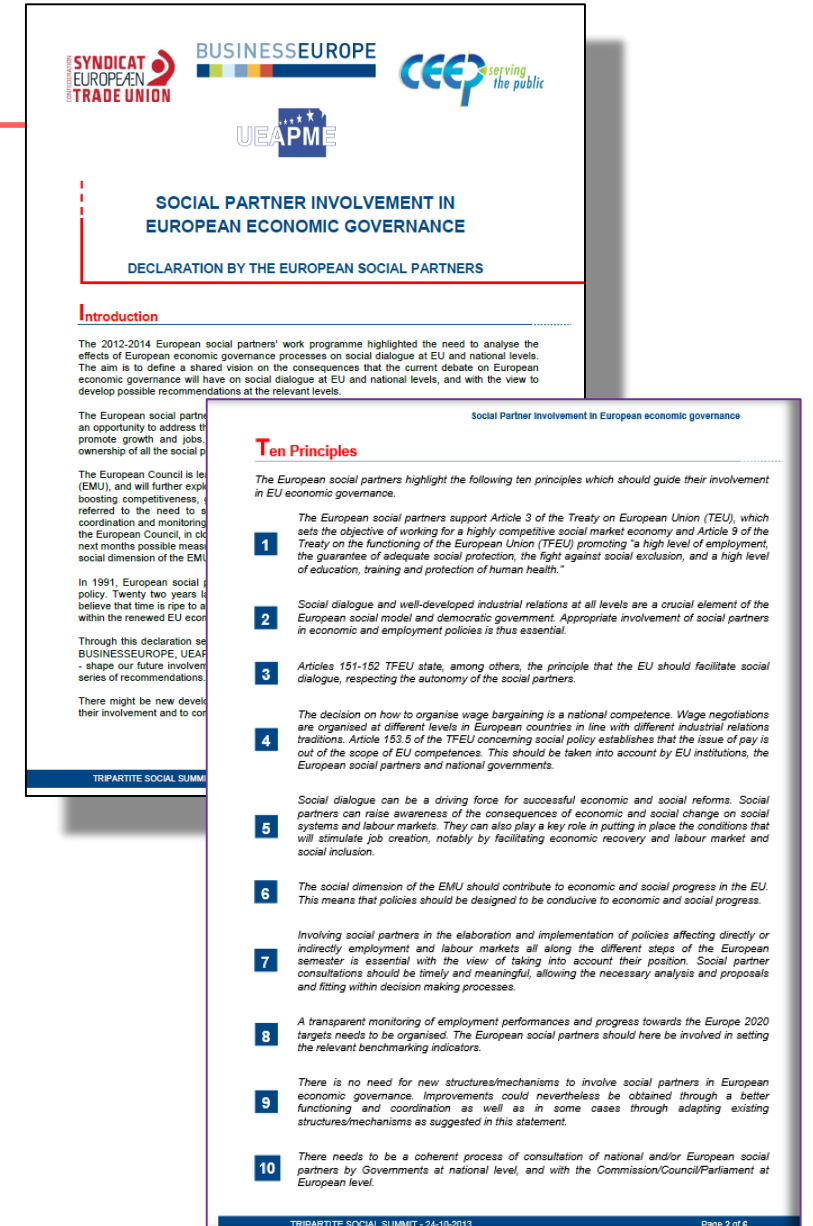 CONFEDERATION
SYNDICAT
EUROPEÆN
TRADE UNION
BUSINESSEUROPE
CEEP serving
the public
UEAPME
SOCIAL PARTNER INVOLVEMENT IN
EUROPEAN ECONOMIC GOVERNANCE
DECLARATION BY THE EUROPEAN SOCIAL PARTNERS
Introduction
The 2012-2014 European social partners' work programme highlighted the need to analyse the
effects of European economic governance processes on social dialogue at EU and national levels.
The aim is to define a shared vision on the consequences that the current debate on European
economic governance will have on social dialogue at EU and national levels, and with the view to
develop possible recommendations at the relevant levels.
The European social partne
an opportunity to address th
promote growth and jobs.
ownership of all the social p
The European Council is lea
(EMU), and will further explo
boosting competitiveness,
referred to the need to s
coordination and monitoring
the European Council, in clo
next months possible measu
social dimension of the EMU
In 1991, European social p
policy. Twenty two years la
believe that time is ripe to a
within the renewed EU econ
Through this declaration se
BUSINESSEUROPE, UEAP
- shape our future involvem
series of recommendations.
There might be new develo
their involvement and to con
TRIPARTITE SOCIAL SUMMI
Social Partner Involvement in European economic governance
Ten Principles
The European social partners highlight the following ten principles which should guide their involvement
in EU economic governance.
1
The European social partners support Article 3 of the Treaty on European Union (TEU), which
sets the objective of working for a highly competitive social market economy and Article 9 of the
Treaty on the functioning of the European Union (TFEU) promoting "a high level of employment,
the guarantee of adequate social protection, the fight against social exclusion, and a high level
of education, training and protection of human health."
2
Social dialogue and well-developed industrial relations at all levels are a crucial element of the
European social model and democratic government. Appropriate involvement of social partners
in economic and employment policies is thus essential.
3
Articles 151-152 TFEU state, among others, the principle that the EU should facilitate social
dialogue, respecting the autonomy of the social partners.
4
The decision on how to organise wage bargaining is a national competence. Wage negotiations
are organised at different levels in European countries in line with different industrial relations
traditions. Article 153.5 of the TFEU concerning social policy establishes that the issue of pay is
out of the scope of EU competences. This should be taken into account by EU institutions, the
European social partners and national governments.
5
Social dialogue can be a driving force for successful economic and social reforms. Social
partners can raise awareness of the consequences of economic and social change on social
systems and labour markets. They can also play a key role in putting in place the conditions that
will stimulate job creation, notably by facilitating economic recovery and labour market and
social inclusion.
6
The social dimension of the EMU should contribute to economic and social progress in the EU.
This means that policies should be designed to be conducive to economic and social progress.
7
Involving social partners in the elaboration and implementation of policies affecting directly or
indirectly employment and labour markets all along the different steps of the European
semester is essential with the view of taking into account their position. Social partner
consultations should be timely and meaningful, allowing the necessary analysis and proposals
and fitting within decision making processes.
8
A transparent monitoring of employment performances and progress towards the Europe 2020
targets needs to be organised. The European social partners should here be involved in setting
the relevant benchmarking indicators.
9
There is no need for new structures/mechanisms to involve social partners in European
economic governance. Improvements could nevertheless be obtained through a better
functioning and coordination as well as in some cases through adapting existing
structures/mechanisms as suggested in this statement.
10
There needs to be a coherent process of consultation of national and/or European social
partners by Governments at national level, and with the Commission/Council/Parliament at
European level.
TRIPARTITE SOCIAL SUMMIT - 24-10-2013
Page 2 of 6